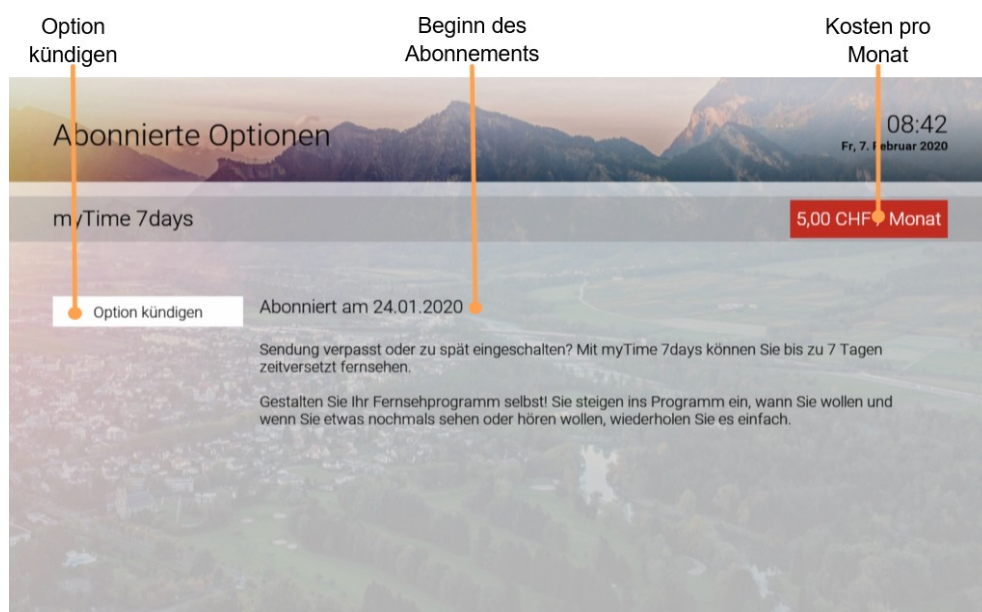 Option
kündigen
Beginn des
Abonnements
Kosten pro
Monat
Abonnierte Optionen
08:42
Fr, 7. Februar 2020
myTime 7days
5,00 CHF / Monat
Option kündigen
Abonniert am 24.01.2020
Sendung verpasst oder zu spät eingeschalten? Mit myTime 7days können Sie bis zu 7 Tagen
zeitversetzt fernsehen.
Gestalten Sie Ihr Fernsehprogramm selbst! Sie steigen ins Programm ein, wann Sie wollen und
wenn Sie etwas nochmals sehen oder hören wollen, wiederholen Sie es einfach.